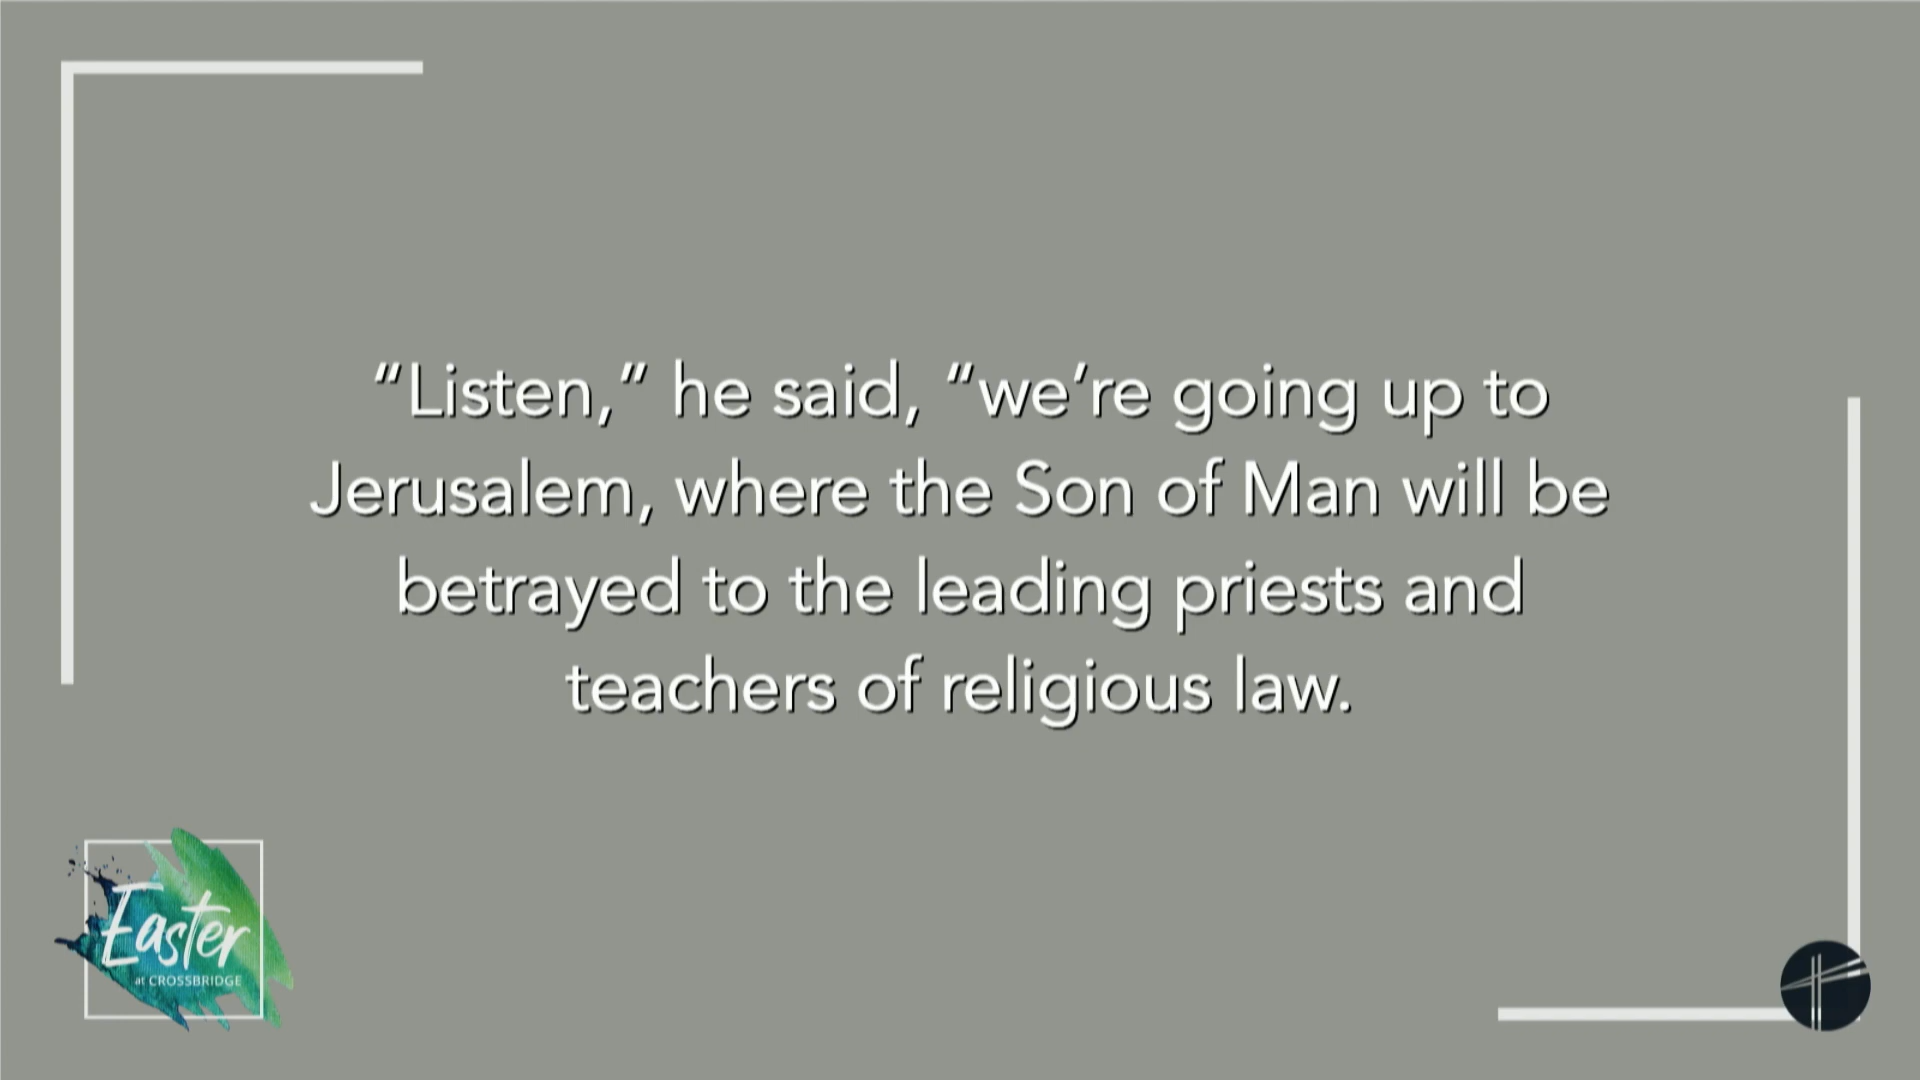 “Listen,” he said, “we’re going up to
Jerusalem, where the Son of Man will be
betrayed to the leading priests and
teachers of religious law.
Easter
at CROSSBRIDGE